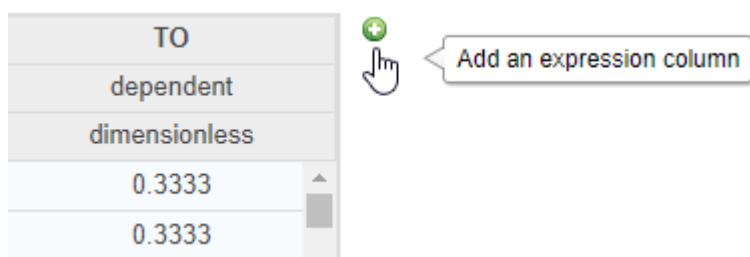 TO
Add an expression column
dependent
dimensionless
0.3333
0.3333